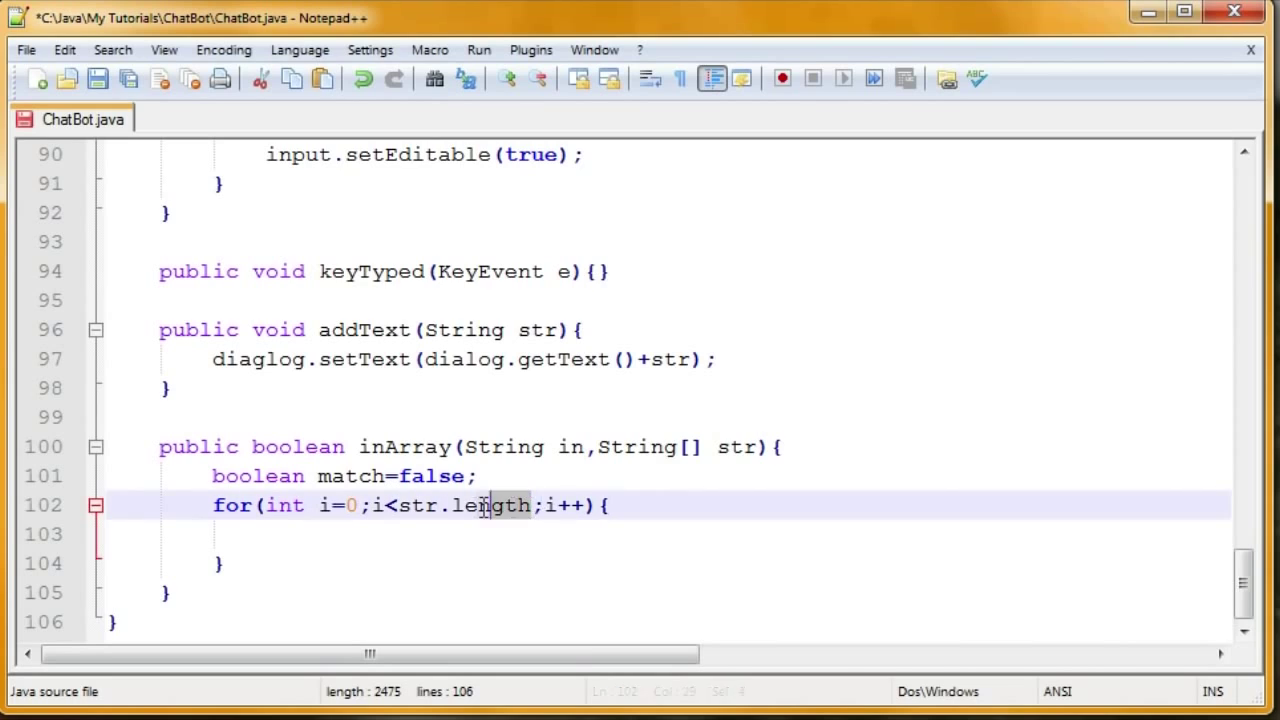 *C:\Java\My Tutorials\ChatBot\ChatBot.java - Notepad++
File Edit Search View Encoding Language Settings Macro Run Plugins Window ? X
ABC
ChatBot.java
90 input.setEditable(true);
91 }
92 }
93
94 public void keyTyped(KeyEvent e){}
95
96 public void addText(String str){
97 diaglog.setText(dialog.getText()+str);
98 }
99
100 public boolean inArray(String in,String[] str){
101 boolean match=false;
102 for(int i=0;i<str.length;i++){
103
104 }
105 }
106 }
Java source file length : 2475 lines : 106 Ln : 102 Col : 29 Sel : 4 Dos\Windows ANSI INS